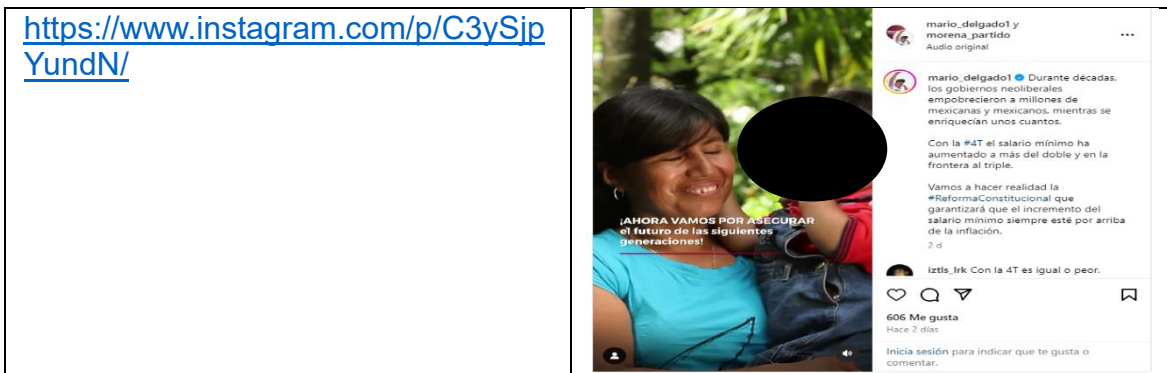 https://www.instagram.com/p/C3ySjp
YundN/
¡AHORA VAMOS POR ASEGURAR
el futuro de las siguientes
generaciones!
mario_delgado1 y
morena_partido
Audio original
mario_delgado1 Durante décadas,
los gobiernos neoliberales
empobrecieron a millones de
mexicanas y mexicanos, mientras se
enriquecían unos cuantos.
Con la #4T el salario mínimo ha
aumentado a más del doble y en la
frontera al triple.
Vamos a hacer realidad la
#ReformaConstitucional que
garantizará que el incremento del
salario mínimo siempre esté por arriba
de la inflación.
2 d
iztls_lrk Con la 4T es igual o peor.
606 Me gusta
Hace 2 días
Inicia sesión para indicar que te gusta o
comentar.